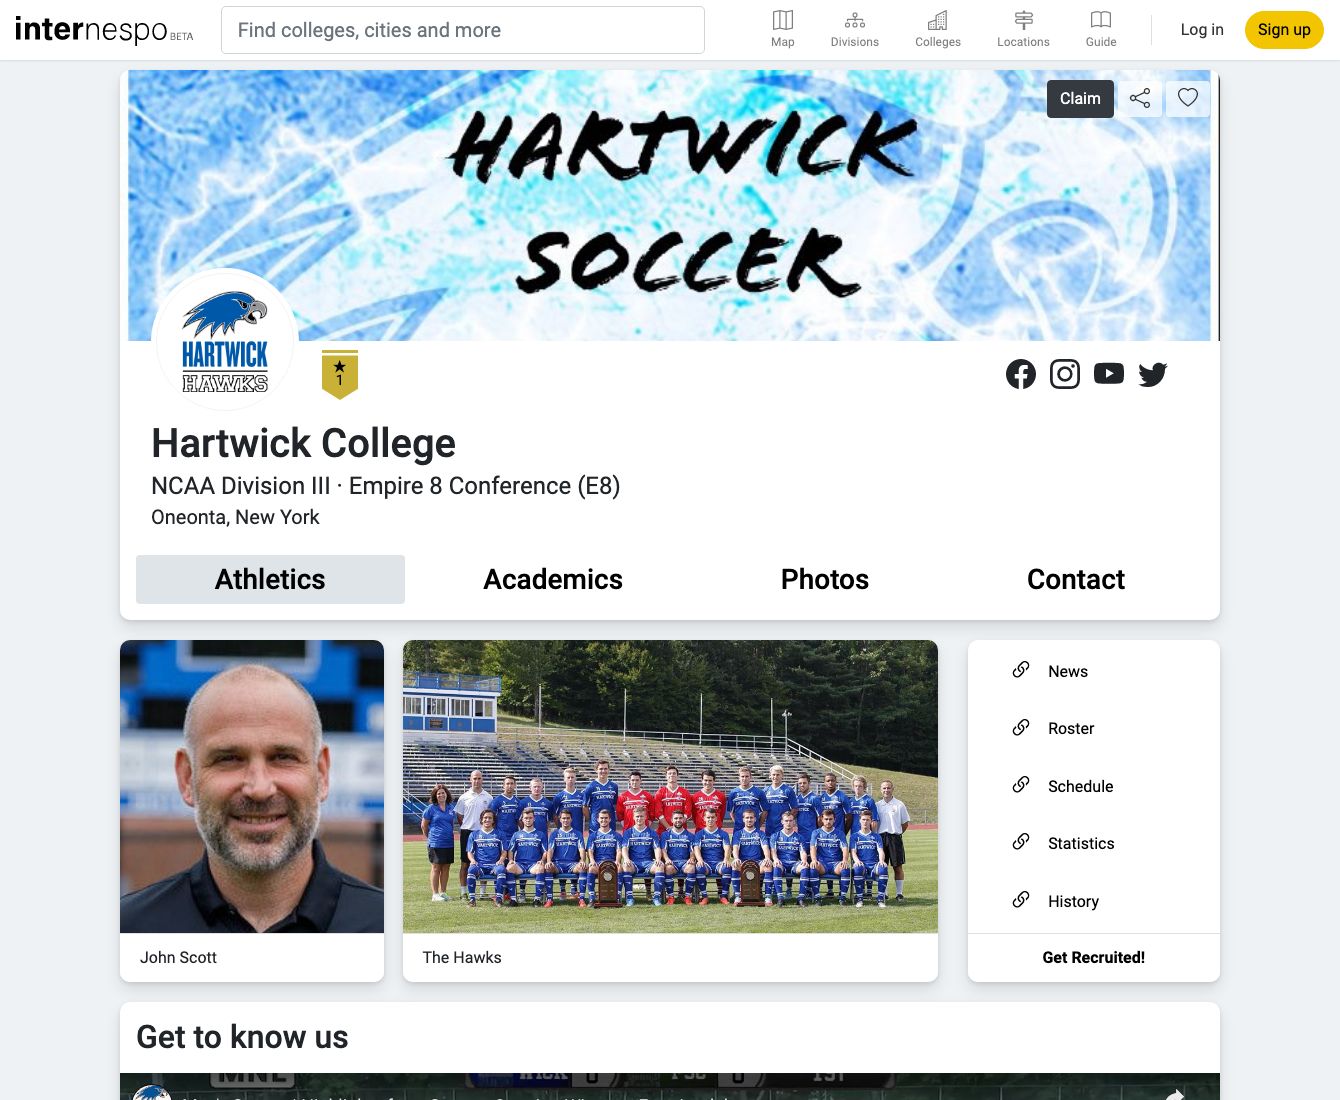 internespo BETA
Find colleges, cities and more
Map
Divisions
Colleges
Locations
Guide
Log in
Sign up
HARTWICK
SOCCER
Claim
HARTWICK
HAWKS
1
Hartwick College
NCAA Division III · Empire 8 Conference (E8)
Oneonta, New York
Athletics
Academics
Photos
Contact
John Scott
The Hawks
News
Roster
Schedule
Statistics
History
Get Recruited!
Get to know us